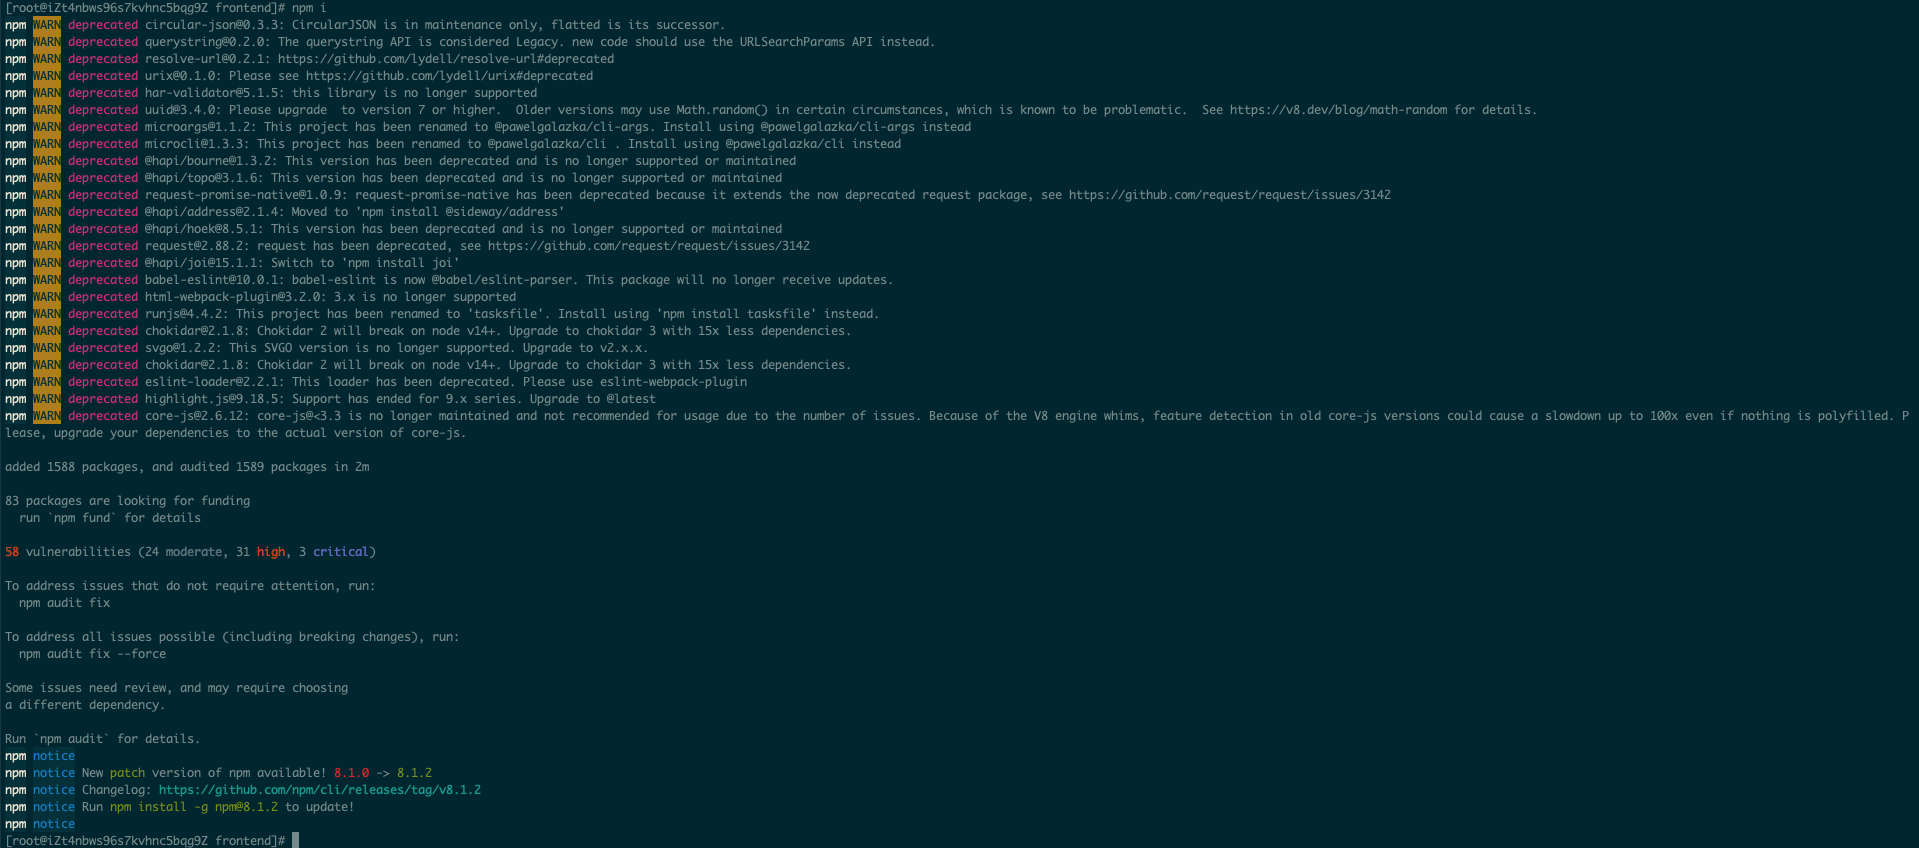 [root@iZt4nbws96s7kvhnc5bqg9Z frontend]# npm i
npm WARN deprecated circular-json@0.3.3: CircularJSON is in maintenance only, flatted is its successor.
npm WARN deprecated querystring@0.2.0: The querystring API is considered Legacy. new code should use the URLSearchParams API instead.
npm WARN deprecated resolve-url@0.2.1: https://github.com/lydell/resolve-url#deprecated
npm WARN deprecated urix@0.1.0: Please see https://github.com/lydell/urix#deprecated
npm WARN deprecated har-validator@5.1.5: this library is no longer supported
npm WARN deprecated uuid@3.4.0: Please upgrade  to version 7 or higher.  Older versions may use Math.random() in certain circumstances, which is known to be problematic.  See https://v8.dev/blog/math-random for details.
npm WARN deprecated microargs@1.1.2: This project has been renamed to @pawelgalazka/cli-args. Install using @pawelgalazka/cli-args instead
npm WARN deprecated microcli@1.3.3: This project has been renamed to @pawelgalazka/cli . Install using @pawelgalazka/cli instead
npm WARN deprecated @hapi/bourne@1.3.2: This version has been deprecated and is no longer supported or maintained
npm WARN deprecated @hapi/topo@3.1.6: This version has been deprecated and is no longer supported or maintained
npm WARN deprecated request-promise-native@1.0.9: request-promise-native has been deprecated because it extends the now deprecated request package, see https://github.com/request/request/issues/3142
npm WARN deprecated @hapi/address@2.1.4: Moved to 'npm install @sideway/address'
npm WARN deprecated @hapi/hoek@8.5.1: This version has been deprecated and is no longer supported or maintained
npm WARN deprecated request@2.88.2: request has been deprecated, see https://github.com/request/request/issues/3142
npm WARN deprecated @hapi/joi@15.1.1: Switch to 'npm install joi'
npm WARN deprecated babel-eslint@10.0.1: babel-eslint is now @babel/eslint-parser. This package will no longer receive updates.
npm WARN deprecated html-webpack-plugin@3.2.0: 3.x is no longer supported
npm WARN deprecated runjs@4.4.2: This project has been renamed to 'tasksfile'. Install using 'npm install tasksfile' instead.
npm WARN deprecated chokidar@2.1.8: Chokidar 2 will break on node v14+. Upgrade to chokidar 3 with 15x less dependencies.
npm WARN deprecated svgo@1.2.2: This SVGO version is no longer supported. Upgrade to v2.x.x.
npm WARN deprecated chokidar@2.1.8: Chokidar 2 will break on node v14+. Upgrade to chokidar 3 with 15x less dependencies.
npm WARN deprecated eslint-loader@2.2.1: This loader has been deprecated. Please use eslint-webpack-plugin
npm WARN deprecated highlight.js@9.18.5: Support has ended for 9.x series. Upgrade to @latest
npm WARN deprecated core-js@2.6.12: core-js@<3.3 is no longer maintained and not recommended for usage due to the number of issues. Because of the V8 engine whims, feature detection in old core-js versions could cause a slowdown up to 100x even if nothing is polyfilled. P
lease, upgrade your dependencies to the actual version of core-js.
added 1588 packages, and audited 1589 packages in 2m
83 packages are looking for funding
  run `npm fund` for details
58 vulnerabilities (24 moderate, 31 high, 3 critical)
To address issues that do not require attention, run:
  npm audit fix
To address all issues possible (including breaking changes), run:
  npm audit fix --force
Some issues need review, and may require choosing
a different dependency.
Run `npm audit` for details.
npm notice
npm notice New patch version of npm available! 8.1.0 -> 8.1.2
npm notice Changelog: https://github.com/npm/cli/releases/tag/v8.1.2
npm notice Run npm install -g npm@8.1.2 to update!
npm notice
[root@iZt4nbws96s7kvhnc5bqg9Z frontend]#